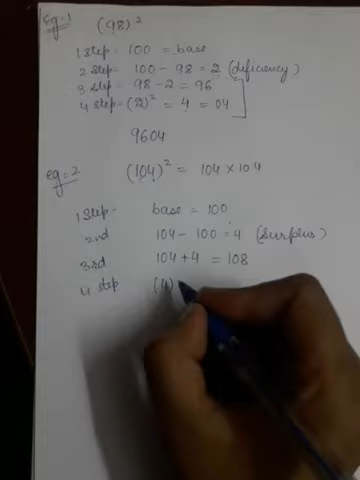 eg-1 (98)²
1 step= 100 = base
2 step= 100 - 98 = 2 (deficiency)
3 step= 98 - 2 = 96
4 step= (2)² = 4 = 04
9604
eg=2 (104)² = 104 × 104
1 step- base = 100
2nd 104 - 100 = 4 (surplus)
3rd 104 + 4 = 108
4 step (4)